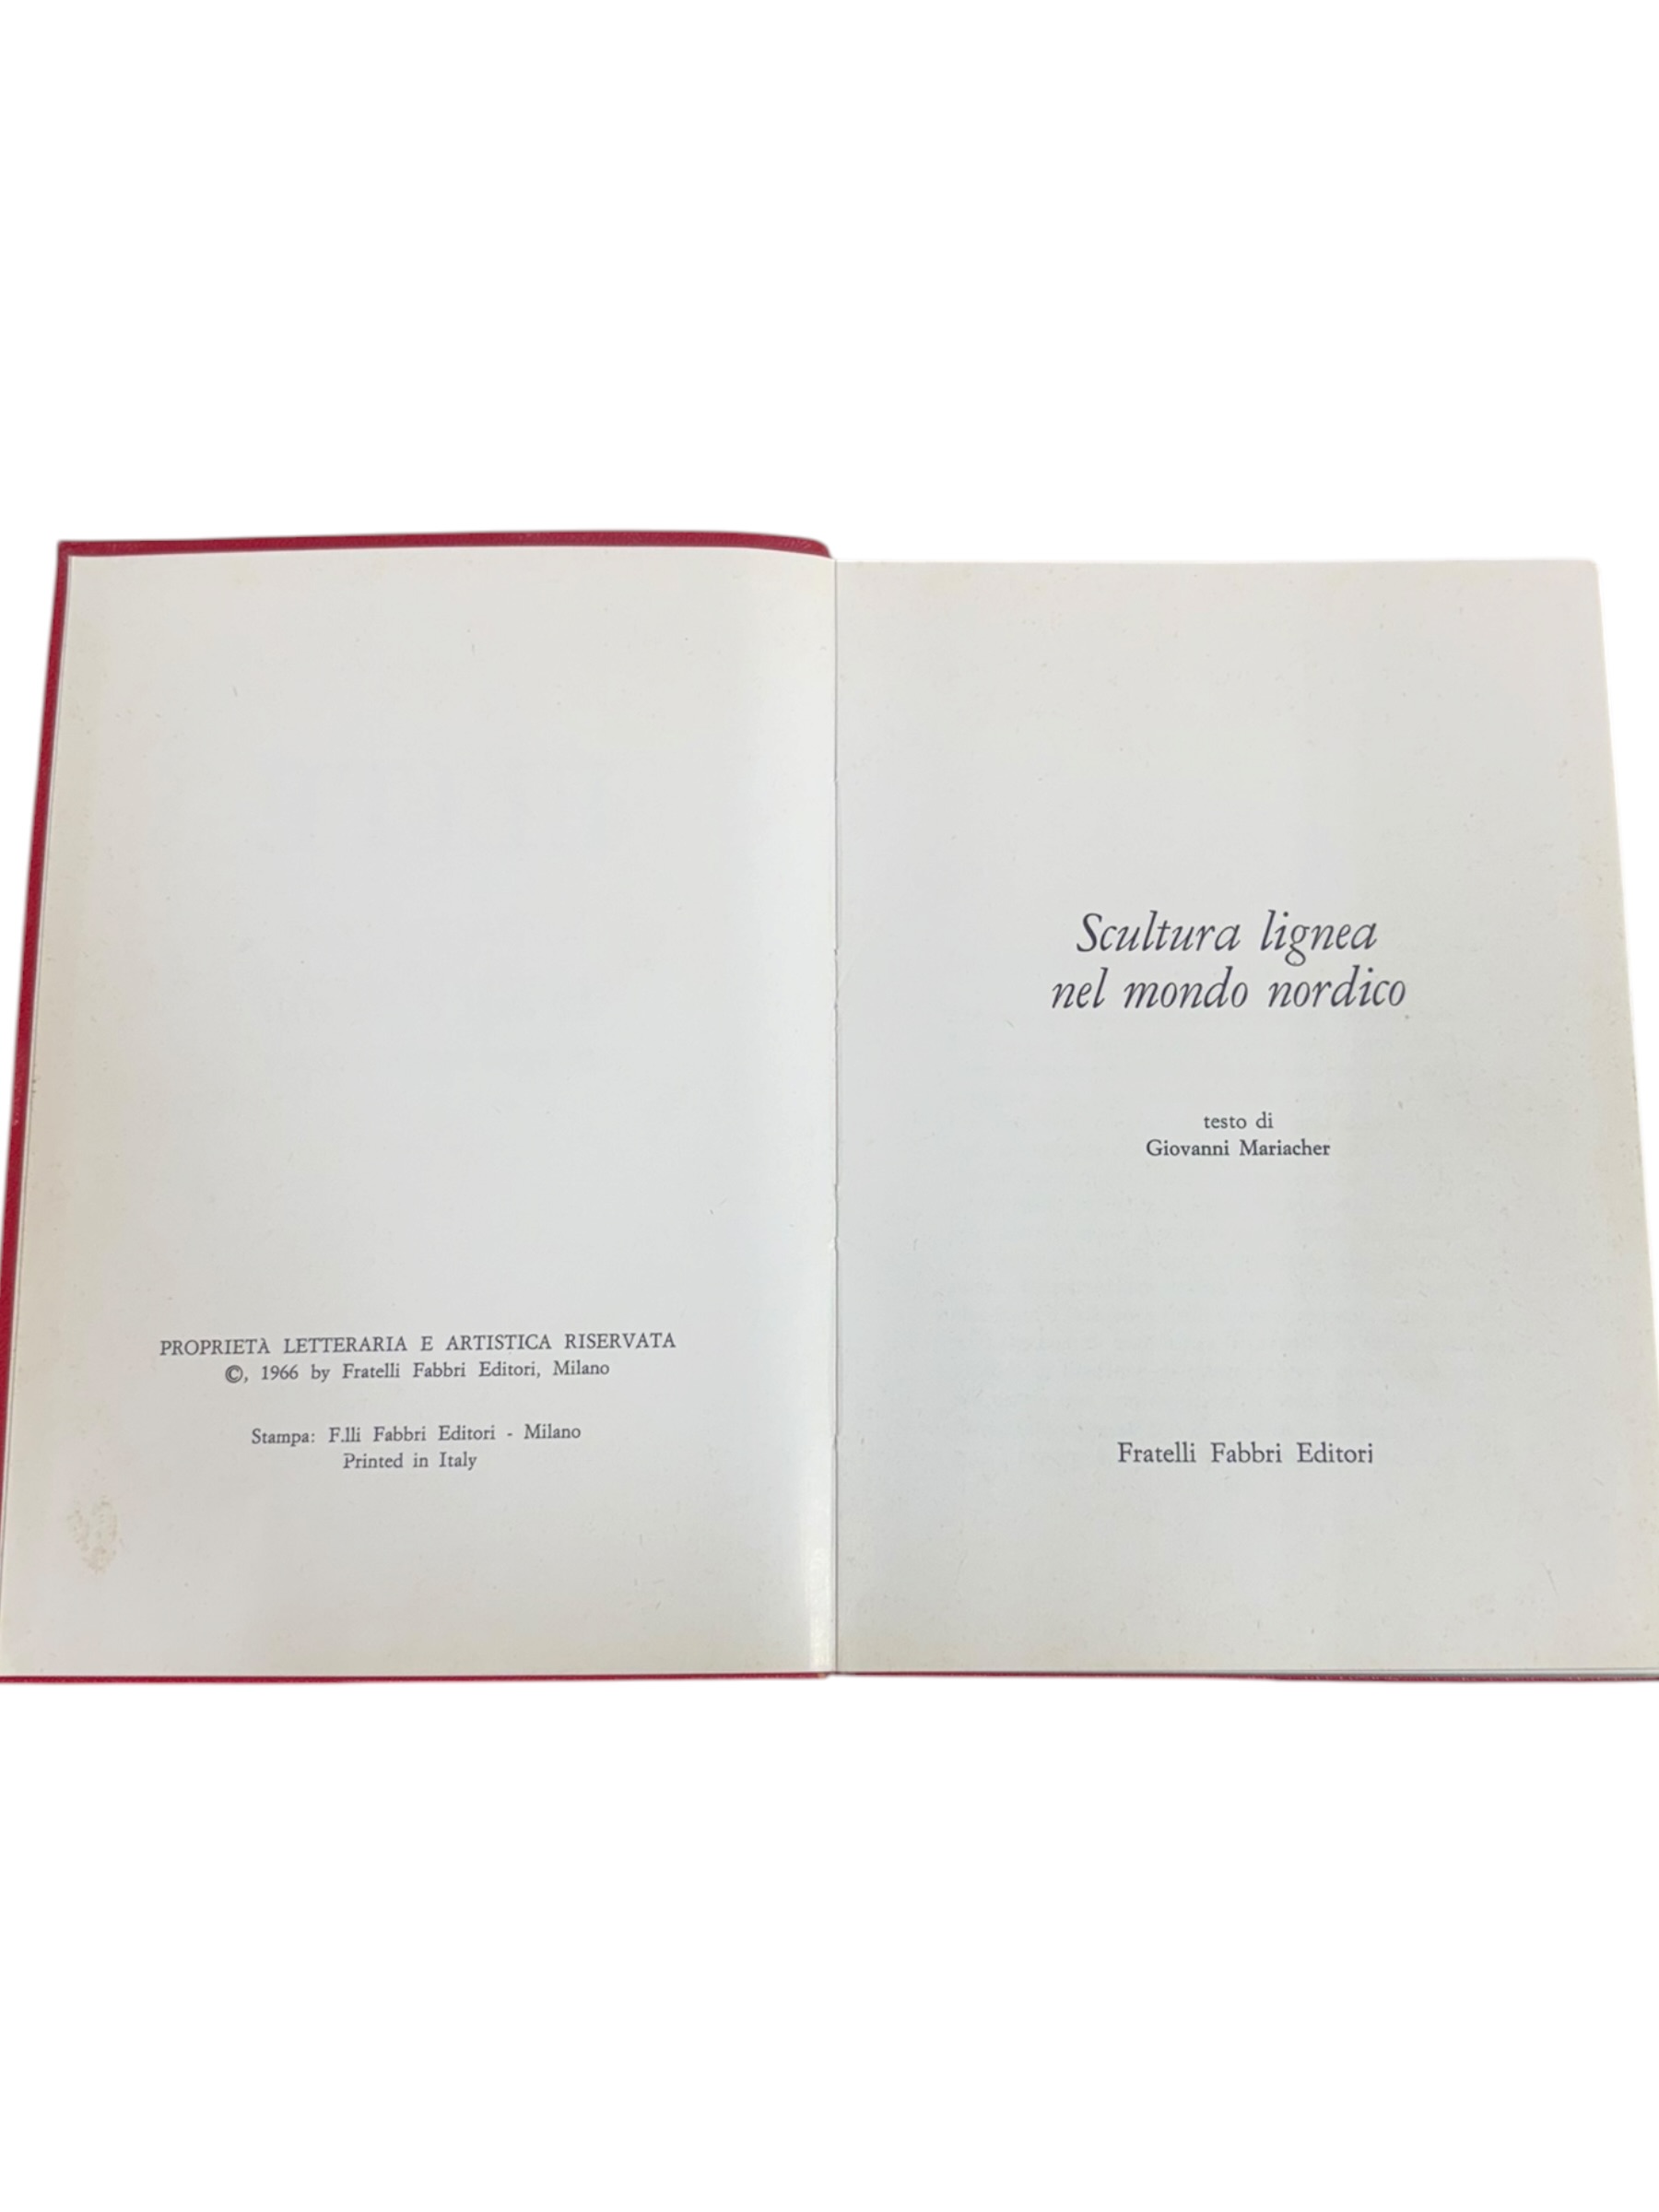 PROPRIETÀ LETTERARIA E ARTISTICA RISERVATA
©, 1966 by Fratelli Fabbri Editori, Milano
Stampa: F.lli Fabbri Editori - Milano
Printed in Italy
Scultura lignea
nel mondo nordico
testo di
Giovanni Mariacher
Fratelli Fabbri Editori